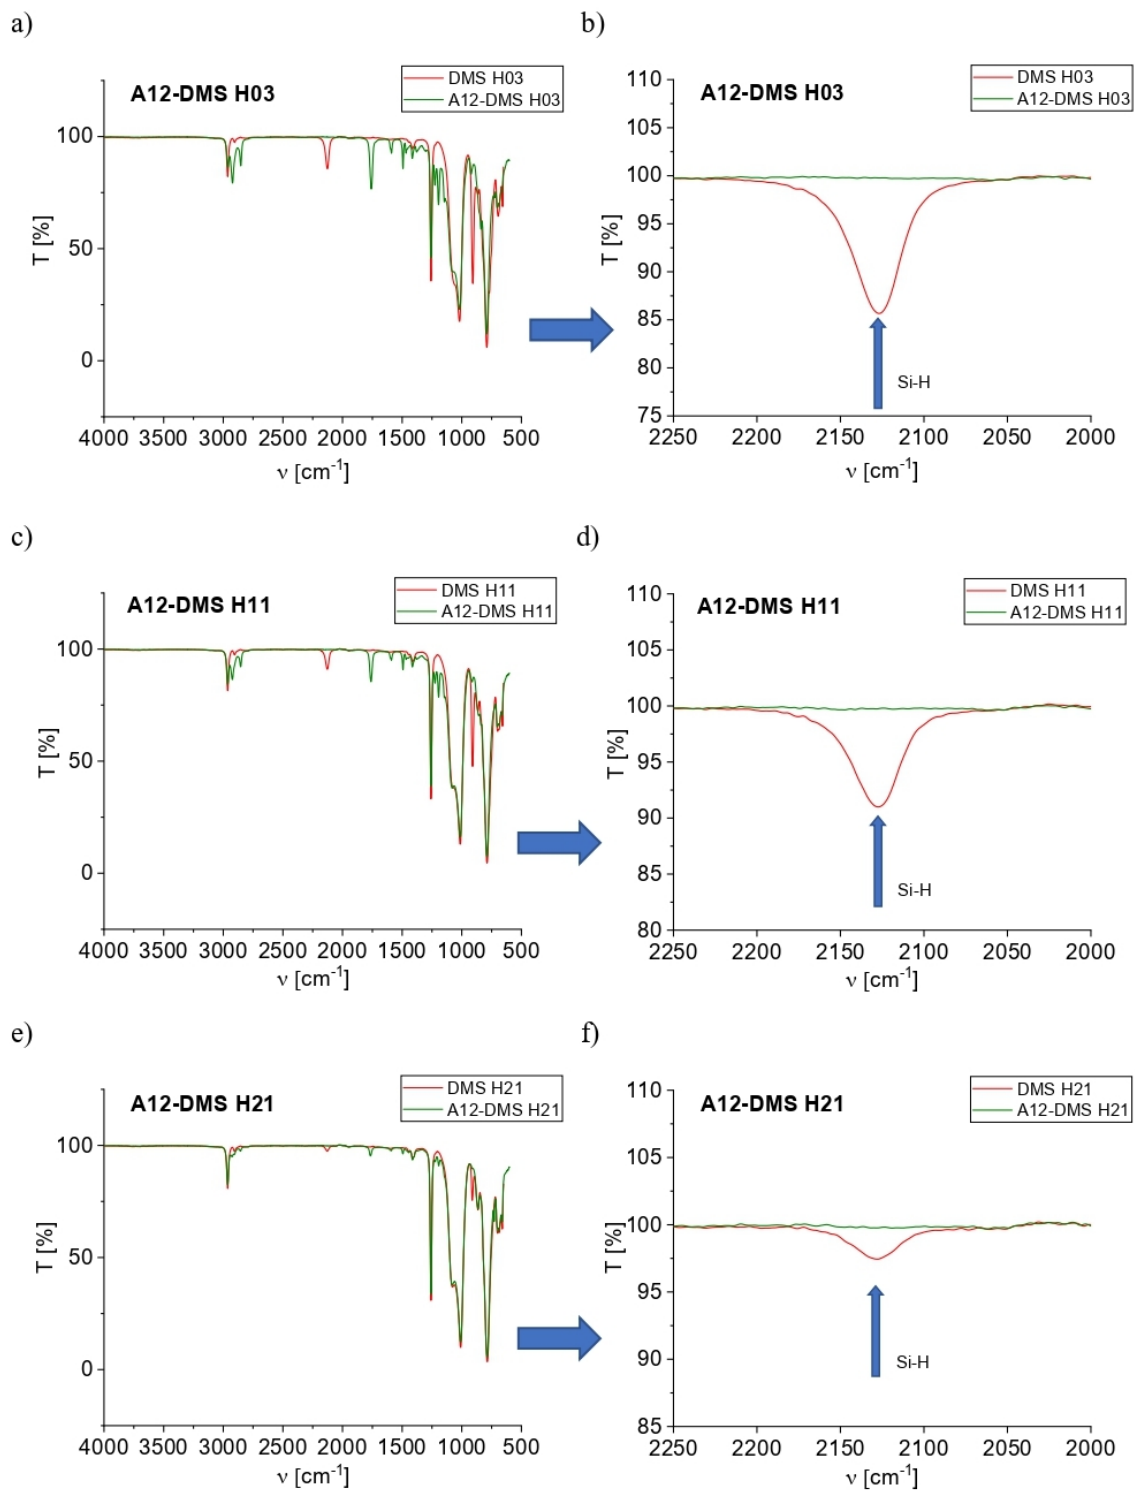 a)
A12-DMS H03
DMS H03
A12-DMS H03
100
50
0
T [%]
4000 3500 3000 2500 2000 1500 1000 500
ν [cm-1]
b)
A12-DMS H03
DMS H03
A12-DMS H03
110
105
100
95
90
85
80
75
T [%]
Si-H
2250 2200 2150 2100 2050 2000
ν [cm-1]
c)
A12-DMS H11
DMS H11
A12-DMS H11
100
50
0
T [%]
4000 3500 3000 2500 2000 1500 1000 500
ν [cm-1]
d)
A12-DMS H11
DMS H11
A12-DMS H11
110
105
100
95
90
85
80
T [%]
Si-H
2250 2200 2150 2100 2050 2000
ν [cm-1]
e)
A12-DMS H21
DMS H21
A12-DMS H21
100
50
0
T [%]
4000 3500 3000 2500 2000 1500 1000 500
ν [cm-1]
f)
A12-DMS H21
DMS H21
A12-DMS H21
110
105
100
95
90
85
T [%]
Si-H
2250 2200 2150 2100 2050 2000
ν [cm-1]